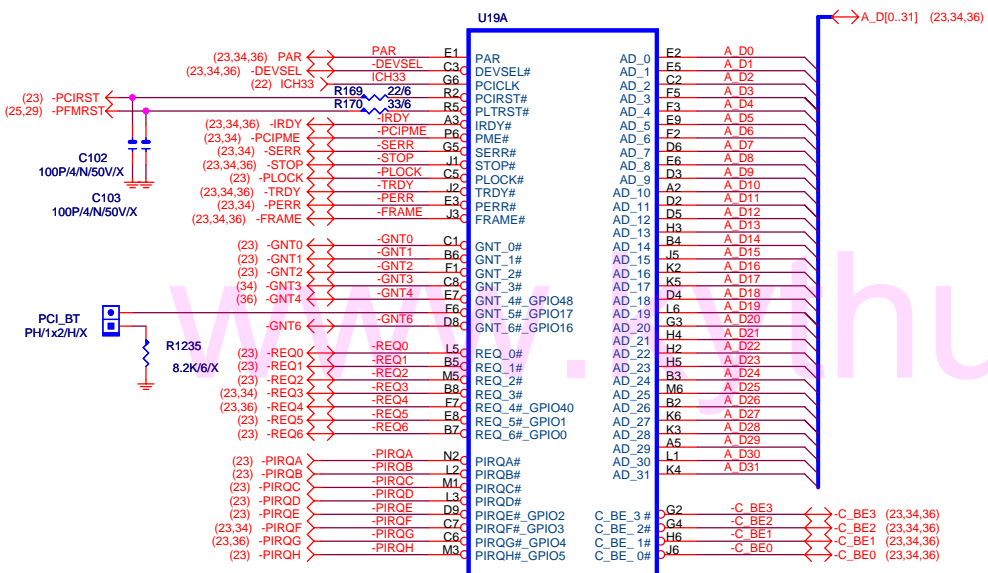 U19A
A_D[0..31] (23,34,36)
(23,34,36) PAR PAR E1 PAR AD_0 E2 A_D0
(23,34,36) -DEVSEL -DEVSEL C3 DEVSEL# AD_1 E5 A_D1
(22) ICH33 ICH33 G6 PCICLK AD_2 C2 A_D2
(23) -PCIRST R169 22/6 R2 PCIRST# AD_3 F5 A_D3
(25,29) -PFMRST R170 33/6 R5 PLTRST# AD_4 F3 A_D4
(23,34,36) -IRDY -IRDY A3 IRDY# AD_5 E9 A_D5
(23,34) -PCIPME -PCIPME P6 PME# AD_6 F2 A_D6
(23,34) -SERR -SERR G5 SERR# AD_7 D6 A_D7
(23,34,36) -STOP -STOP J1 STOP# AD_8 E6 A_D8
(23) -PLOCK -PLOCK C5 PLOCK# AD_9 D3 A_D9
(23,34,36) -TRDY -TRDY J2 TRDY# AD_10 A2 A_D10
(23,34) -PERR -PERR E3 PERR# AD_11 D2 A_D11
(23,34,36) -FRAME -FRAME J3 FRAME# AD_12 D5 A_D12
AD_13 H3 A_D13
C102
100P/4/N/50V/X
C103
100P/4/N/50V/X
(23) -GNT0 -GNT0 C1 GNT_0# AD_14 B4 A_D14
(23) -GNT1 -GNT1 B6 GNT_1# AD_15 J5 A_D15
(23) -GNT2 -GNT2 F1 GNT_2# AD_16 K2 A_D16
(34) -GNT3 -GNT3 C8 GNT_3# AD_17 K5 A_D17
(36) -GNT4 -GNT4 E7 GNT_4#_GPIO48 AD_18 D4 A_D18
F6 GNT_5#_GPIO17 AD_19 L6 A_D19
-GNT6 -GNT6 D8 GNT_6#_GPIO16 AD_20 G3 A_D20
AD_21 H4 A_D21
PCI_BT
PH/1x2/H/X
R1235
8.2K/6/X
(23) -REQ0 -REQ0 L5 REQ_0# AD_22 H2 A_D22
(23) -REQ1 -REQ1 B5 REQ_1# AD_23 H5 A_D23
(23) -REQ2 -REQ2 M5 REQ_2# AD_24 B3 A_D24
(23,34) -REQ3 -REQ3 B8 REQ_3# AD_25 M6 A_D25
(23,36) -REQ4 -REQ4 F7 REQ_4#_GPIO40 AD_26 B2 A_D26
(23) -REQ5 -REQ5 E8 REQ_5#_GPIO1 AD_27 K6 A_D27
(23) -REQ6 -REQ6 B7 REQ_6#_GPIO0 AD_28 K3 A_D28
AD_29 A5 A_D29
(23) -PIRQA -PIRQA N2 PIRQA# AD_30 L1 A_D30
(23) -PIRQB -PIRQB L2 PIRQB# AD_31 K4 A_D31
(23) -PIRQC -PIRQC M1 PIRQC#
(23) -PIRQD -PIRQD L3 PIRQD#
(23) -PIRQE -PIRQE D9 PIRQE#_GPIO2 C_BE_3 # G2 -C_BE3 -C_BE3 (23,34,36)
(23,34) -PIRQF -PIRQF C7 PIRQF#_GPIO3 C_BE_ 2# G4 -C_BE2 -C_BE2 (23,34,36)
(23,36) -PIRQG -PIRQG C6 PIRQG#_GPIO4 C_BE_ 1# H6 -C_BE1 -C_BE1 (23,34,36)
(23) -PIRQH -PIRQH M3 PIRQH#_GPIO5 C_BE_ 0# J6 -C_BE0 -C_BE0 (23,34,36)
www.kythu